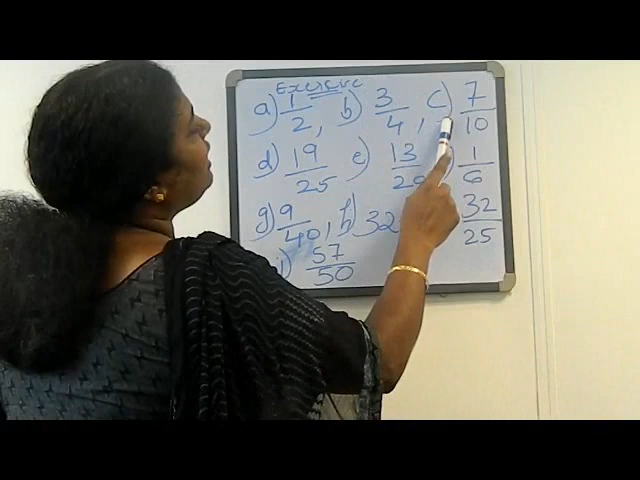 Exercise
a) 1/2, b) 3/4, c) 7/10
d) 19/25 e) 13/20 ) 1/6
g) 9/40, h) 32 32/25
i) 57/50